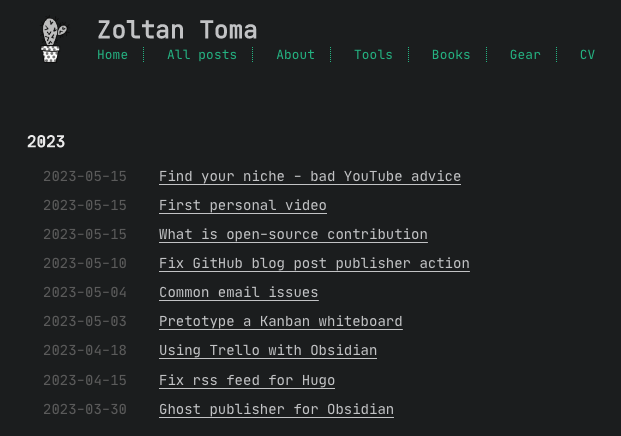 Zoltan Toma
Home All posts About Tools Books Gear CV
2023
2023-05-15 Find your niche - bad YouTube advice
2023-05-15 First personal video
2023-05-15 What is open-source contribution
2023-05-10 Fix GitHub blog post publisher action
2023-05-04 Common email issues
2023-05-03 Pretotype a Kanban whiteboard
2023-04-18 Using Trello with Obsidian
2023-04-15 Fix rss feed for Hugo
2023-03-30 Ghost publisher for Obsidian